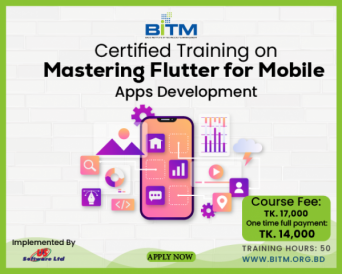 BITM
Certified Training on
Mastering Flutter for Mobile
Apps Development
Course Fee:
TK. 17,000
One time full payment:
TK. 14,000
Implemented By
Software Ltd
APPLY NOW
TRAINING HOURS: 50
WWW.BITM.ORG.BD